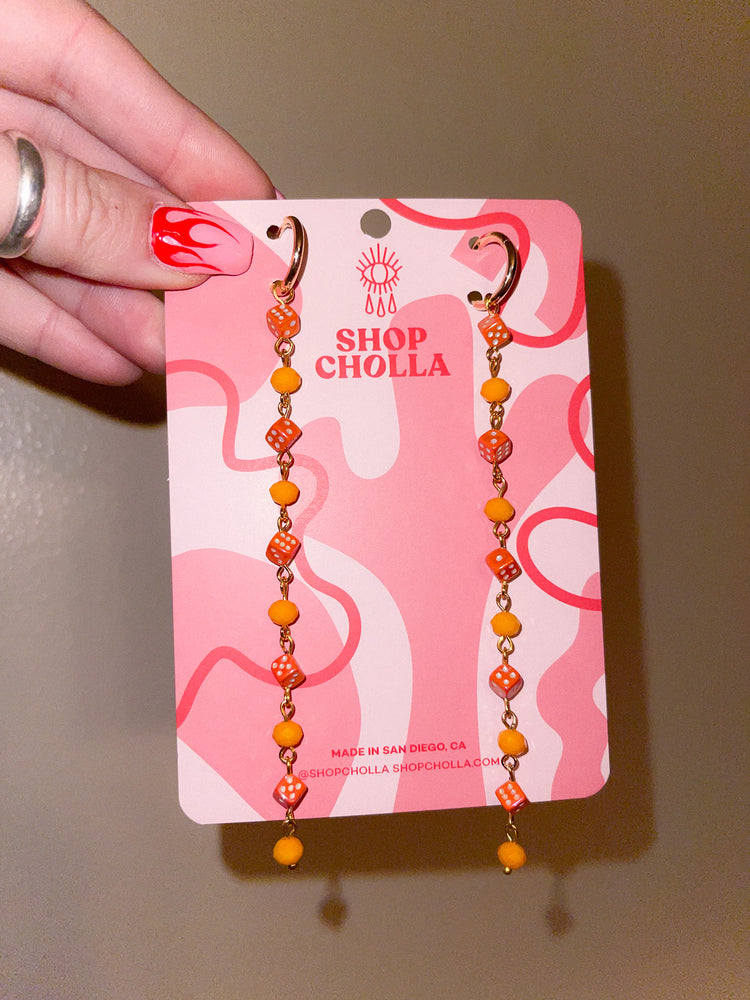 SHOP
CHOLLA
MADE IN SAN DIEGO, CA
@SHOPCHOLLA SHOPCHOLLA.COM